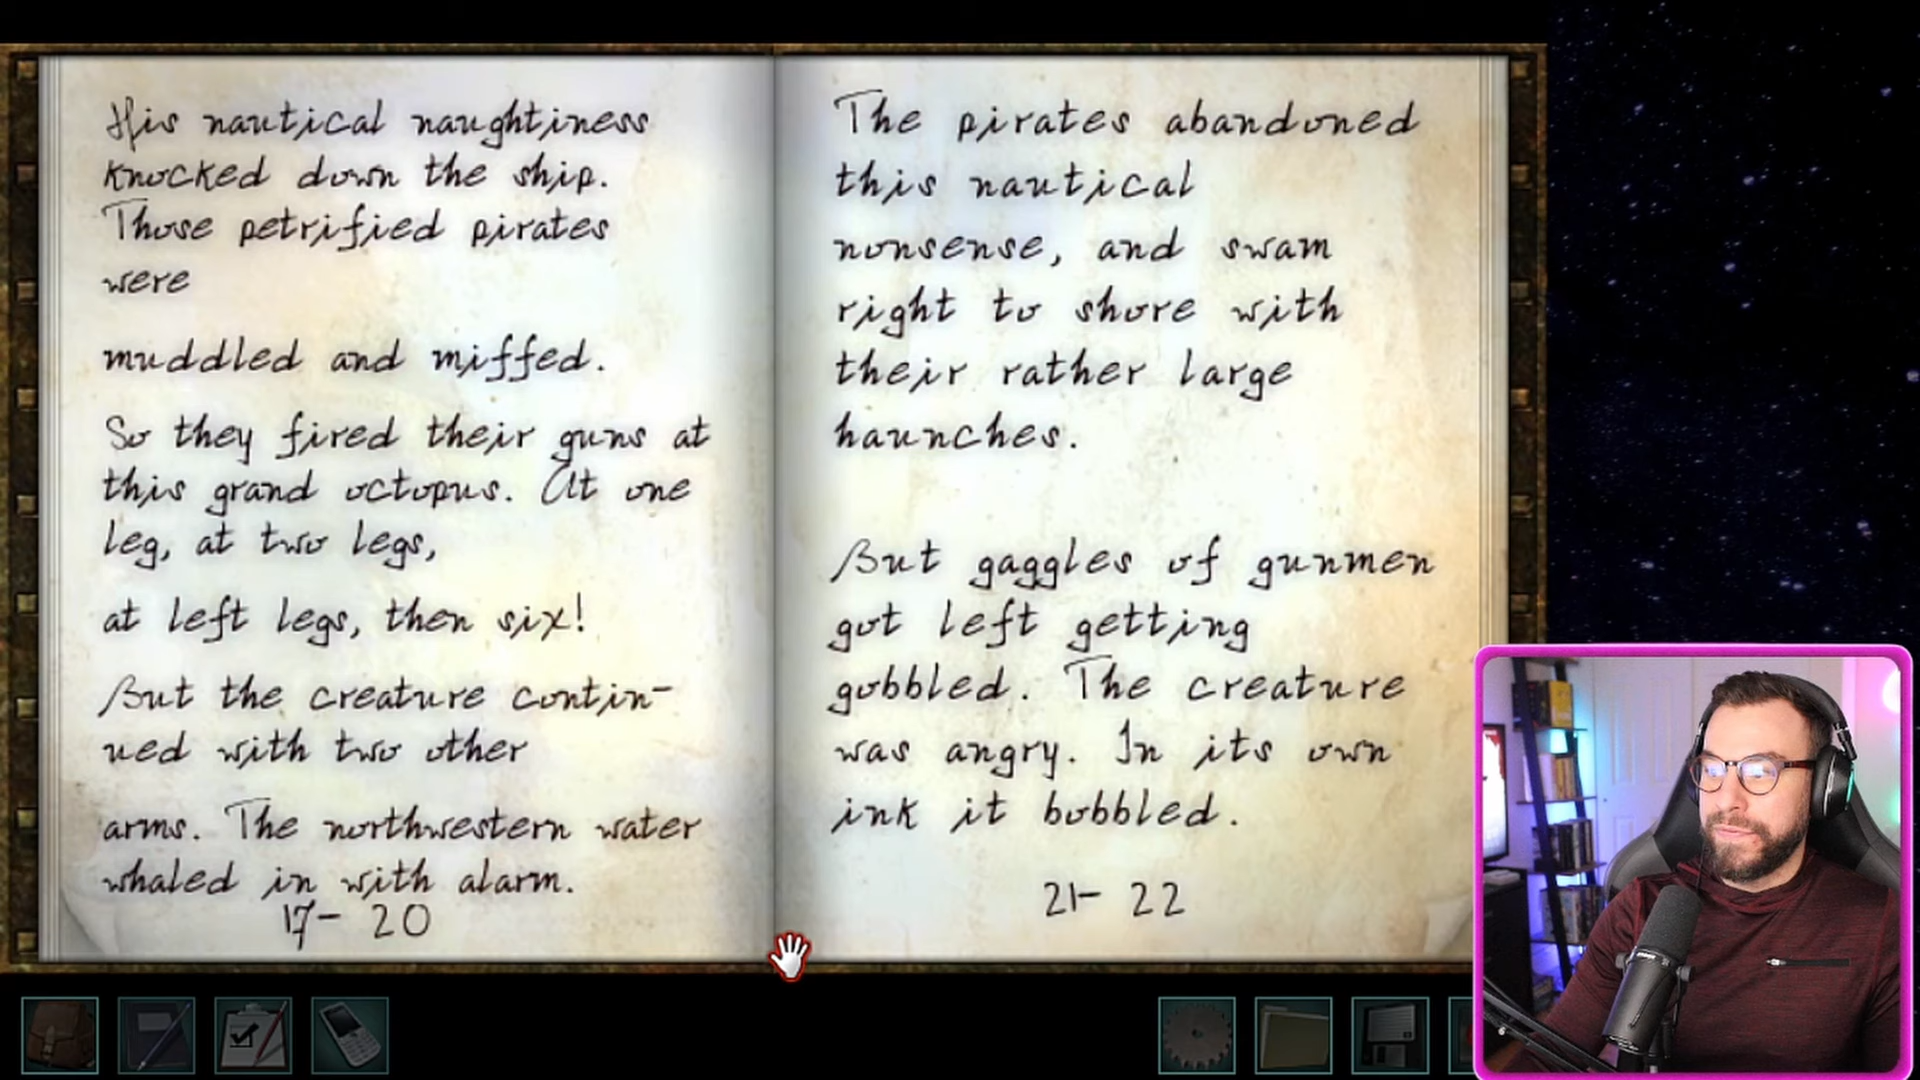 His nautical naughtiness
knocked down the ship.
Those petrified pirates
were
muddled and miffed.
So they fired their guns at
this grand octopus. At one
leg, at two legs,
at left legs, then six!
But the creature contin-
ued with two other
arms. The northwestern water
whaled in with alarm.
17- 20
The pirates abandoned
this nautical
nonsense, and swam
right to shore with
their rather large
haunches.
But gaggles of gunmen
got left getting
gobbled. The creature
was angry. In its own
ink it bobbled.
21- 22